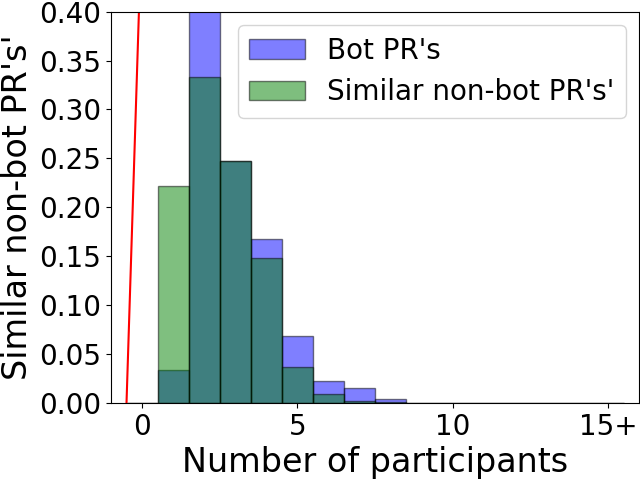 Similar non-bot PR's'
0.40
0.35
0.30
0.25
0.20
0.15
0.10
0.05
0.00
Bot PR's
Similar non-bot PR's'
0 5 10 15+
Number of participants